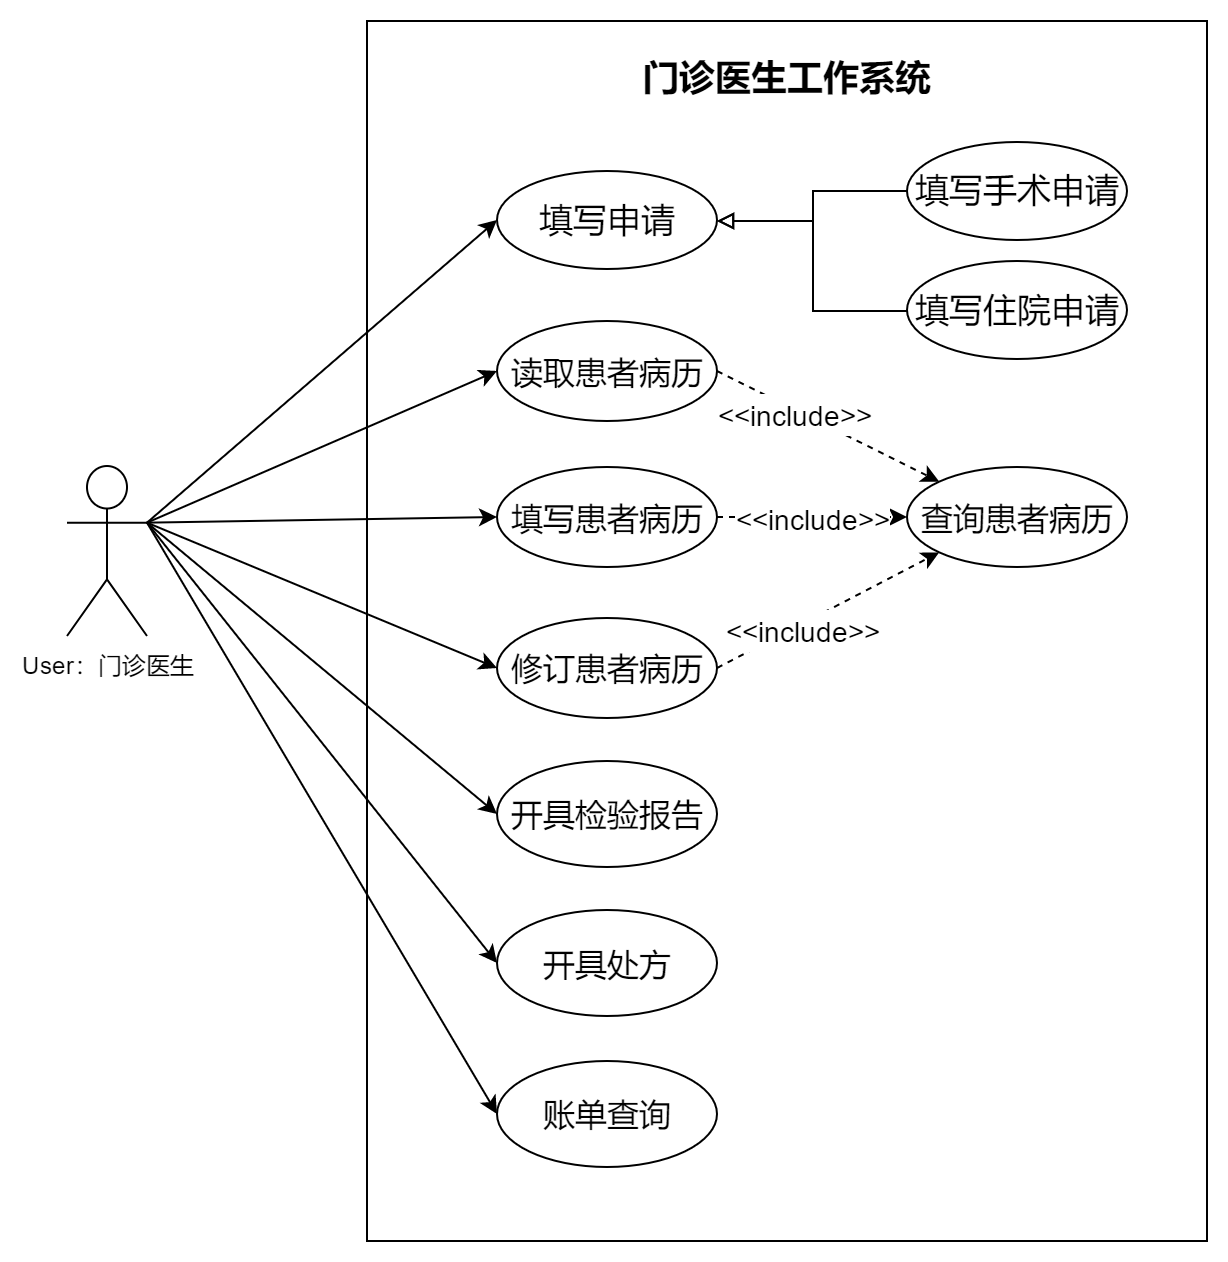 门诊医生工作系统
填写手术申请
填写申请
填写住院申请
读取患者病历
<<include>>
填写患者病历
<<include>>
查询患者病历
<<include>>
修订患者病历
User：门诊医生
开具检验报告
开具处方
账单查询